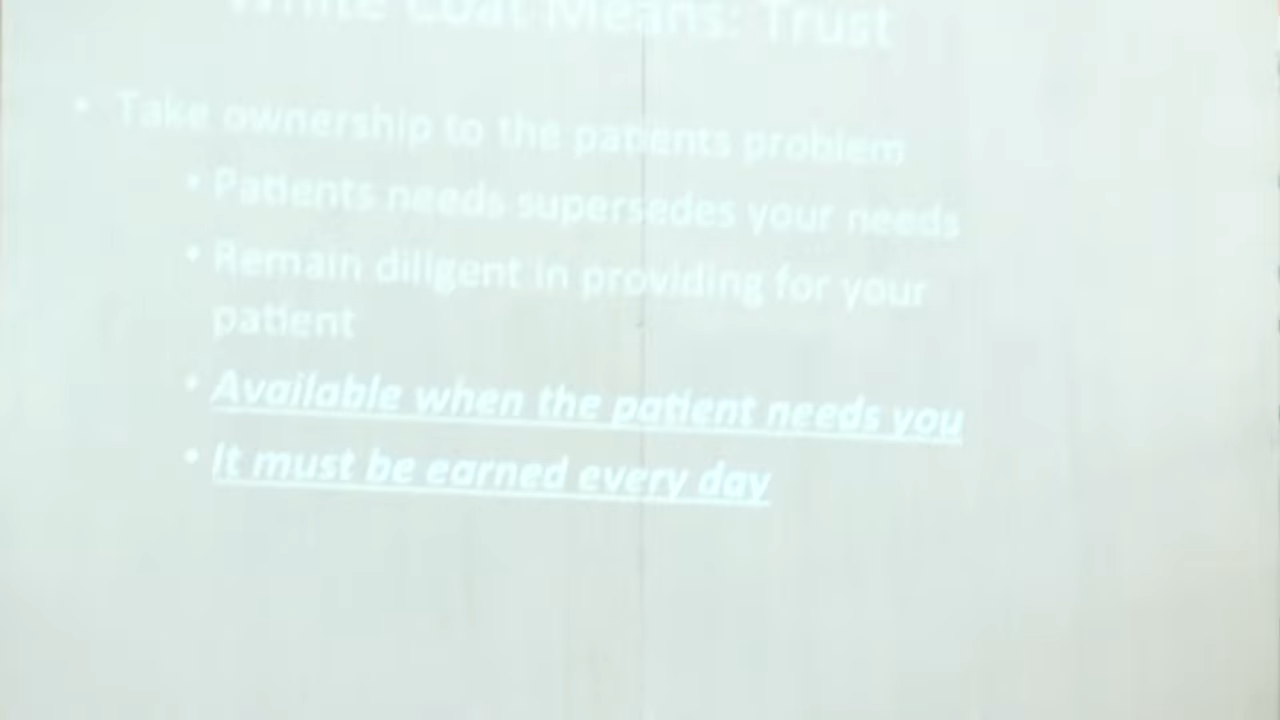 White Coat Means: Trust
• Take ownership to the patients problem
• Patients needs supersedes your needs
• Remain diligent in providing for your
patient
• Available when the patient needs you
• It must be earned every day